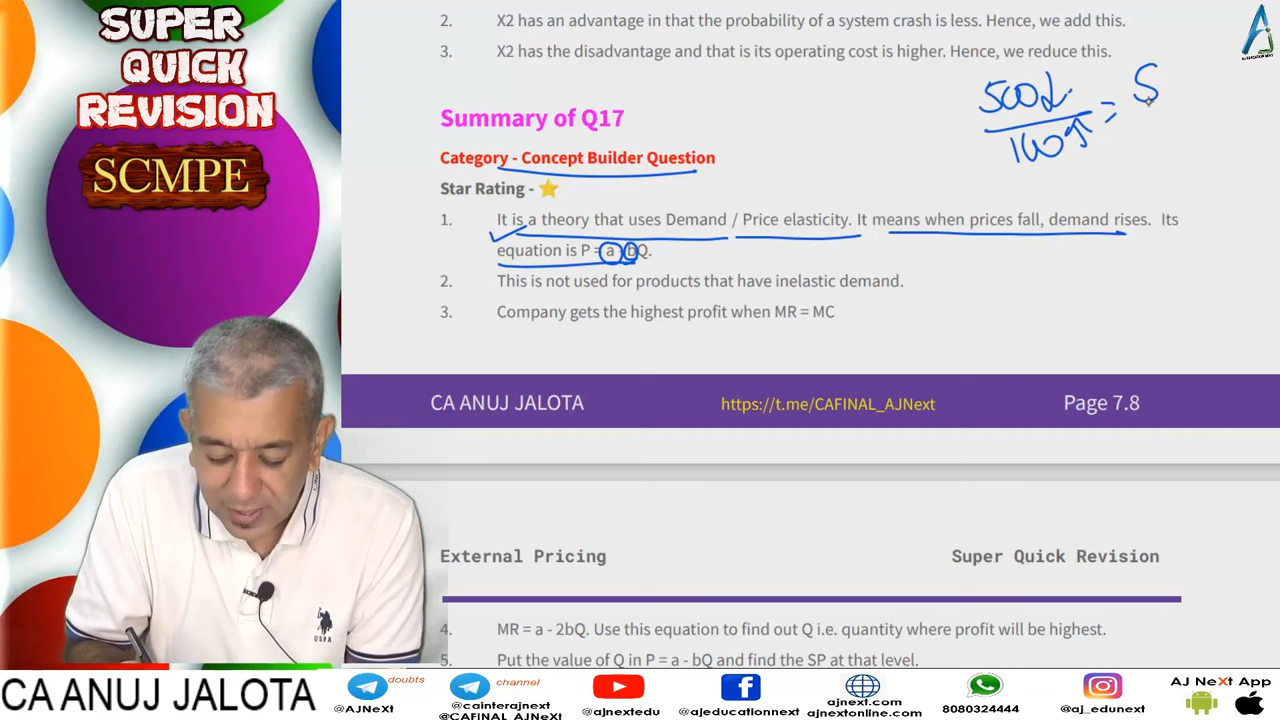 SUPER
QUICK
REVISION
SCMPE
2. X2 has an advantage in that the probability of a system crash is less. Hence, we add this.
3. X2 has the disadvantage and that is its operating cost is higher. Hence, we reduce this.
Summary of Q17
Category - Concept Builder Question
Star Rating -
1. It is a theory that uses Demand / Price elasticity. It means when prices fall, demand rises. Its
equation is P = a - bQ.
2. This is not used for products that have inelastic demand.
3. Company gets the highest profit when MR = MC
CA ANUJ JALOTA https://t.me/CAFINAL_AJNext Page 7.8
External Pricing Super Quick Revision
4. MR = a - 2bQ. Use this equation to find out Q i.e. quantity where profit will be highest.
5. Put the value of Q in P = a - bQ and find the SP at that level.
USPA
CA ANUJ JALOTA
doubts
@AJNeXt
channel
@cainterajnext
@CAFINAL_AJNext
@ajnextedu
@ajeducationnext
ajnext.com
ajnextonline.com
8080324444
@aj_edunext
AJ NeXt App